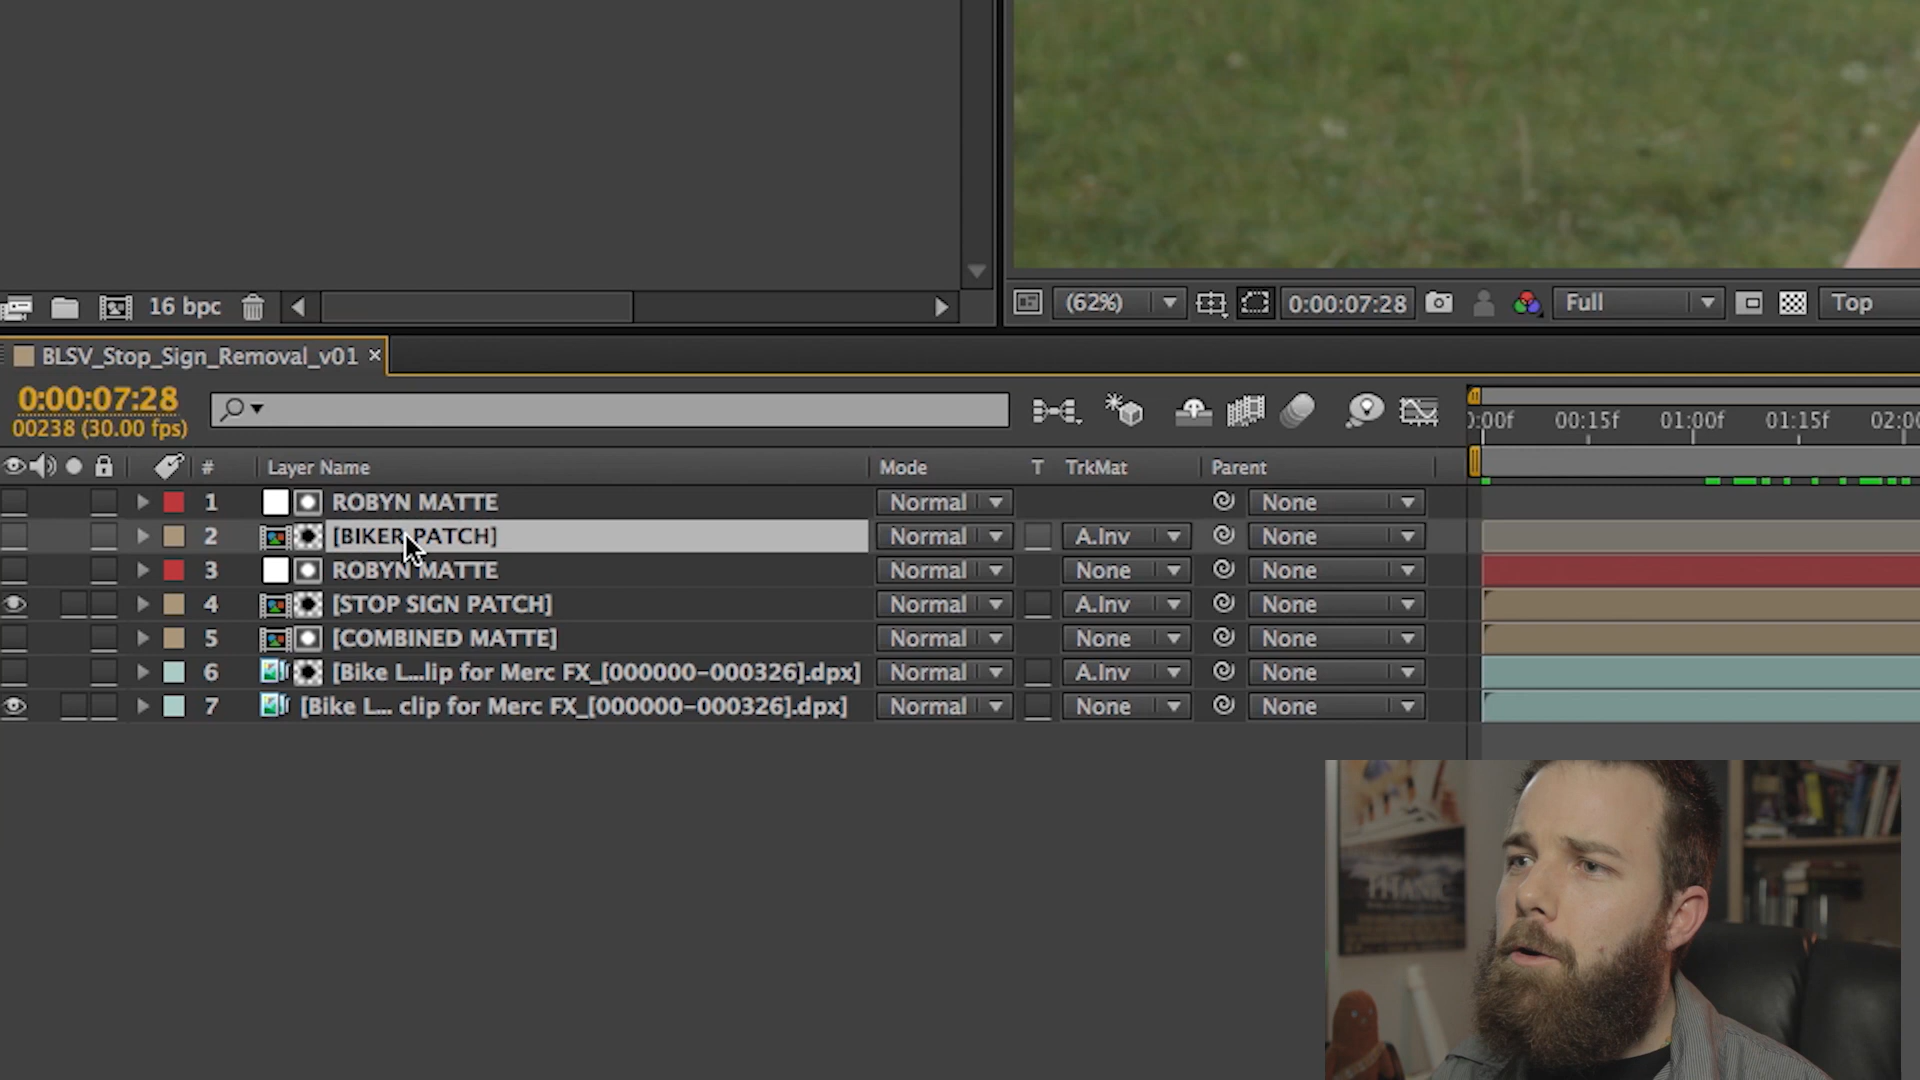 16 bpc
(62%) 0:00:07:28 Full Top
BLSV_Stop_Sign_Removal_v01 ×
0:00:07:28
00238 (30.00 fps)
):00f 00:15f 01:00f 01:15f 02:00
# Layer Name Mode T TrkMat Parent
1 ROBYN MATTE Normal None
2 [BIKER PATCH] Normal A.Inv None
3 ROBYN MATTE Normal None None
4 [STOP SIGN PATCH] Normal A.Inv None
5 [COMBINED MATTE] Normal None None
6 [Bike L...lip for Merc FX_[000000-000326].dpx] Normal A.Inv None
7 [Bike L... clip for Merc FX_[000000-000326].dpx] Normal None None
TITANIC